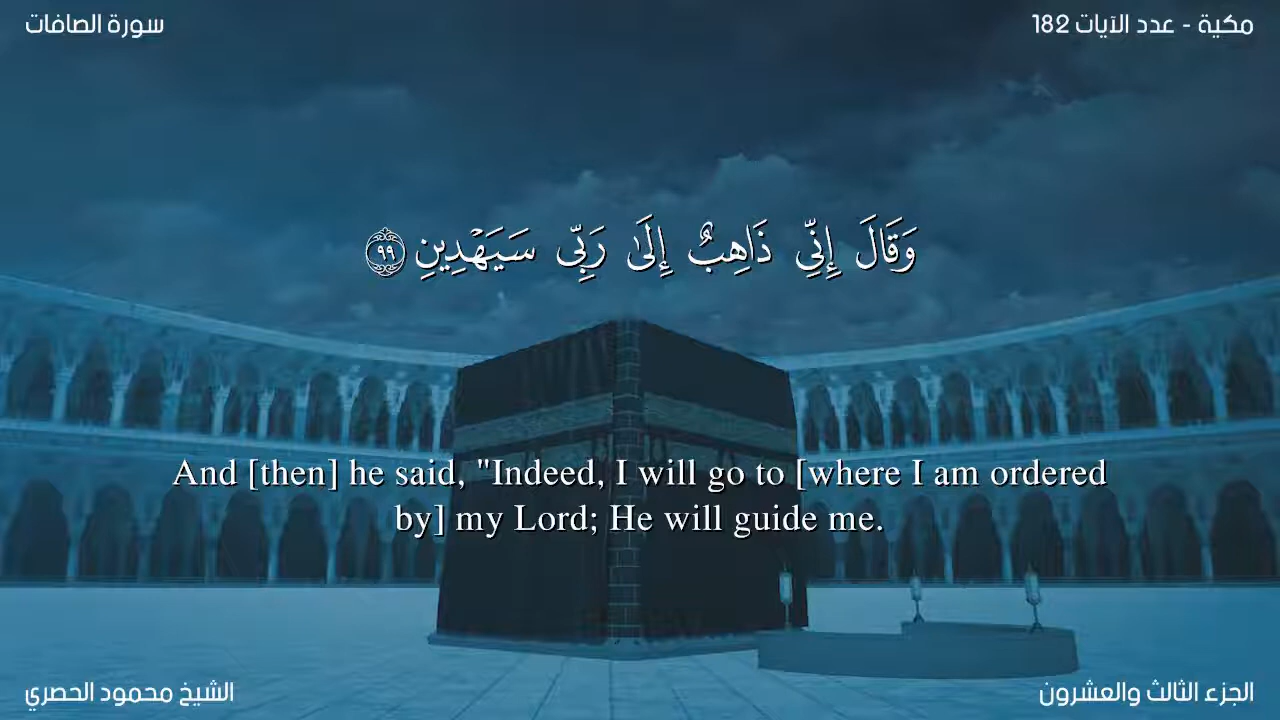 مكية - عدد الآيات 182
سورة الصافات
وَقَالَ إِنِّي ذَاهِبٌ إِلَىٰ رَبِّي سَيَهْدِينِ ٩٩
And [then] he said, "Indeed, I will go to [where I am ordered
by] my Lord; He will guide me.
الجزء الثالث والعشرون
الشيخ محمود الحصري